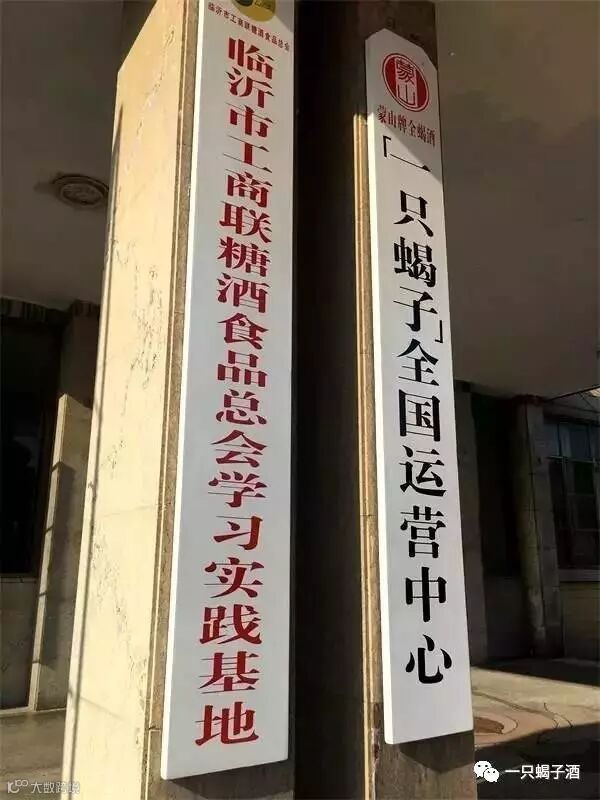 临沂市工商联糖酒食品总会
临沂市工商联糖酒食品总会学习实践基地
蒙山
蒙山牌全蝎酒
「一只蝎子」全国运营中心
一只蝎子酒
大数跨境